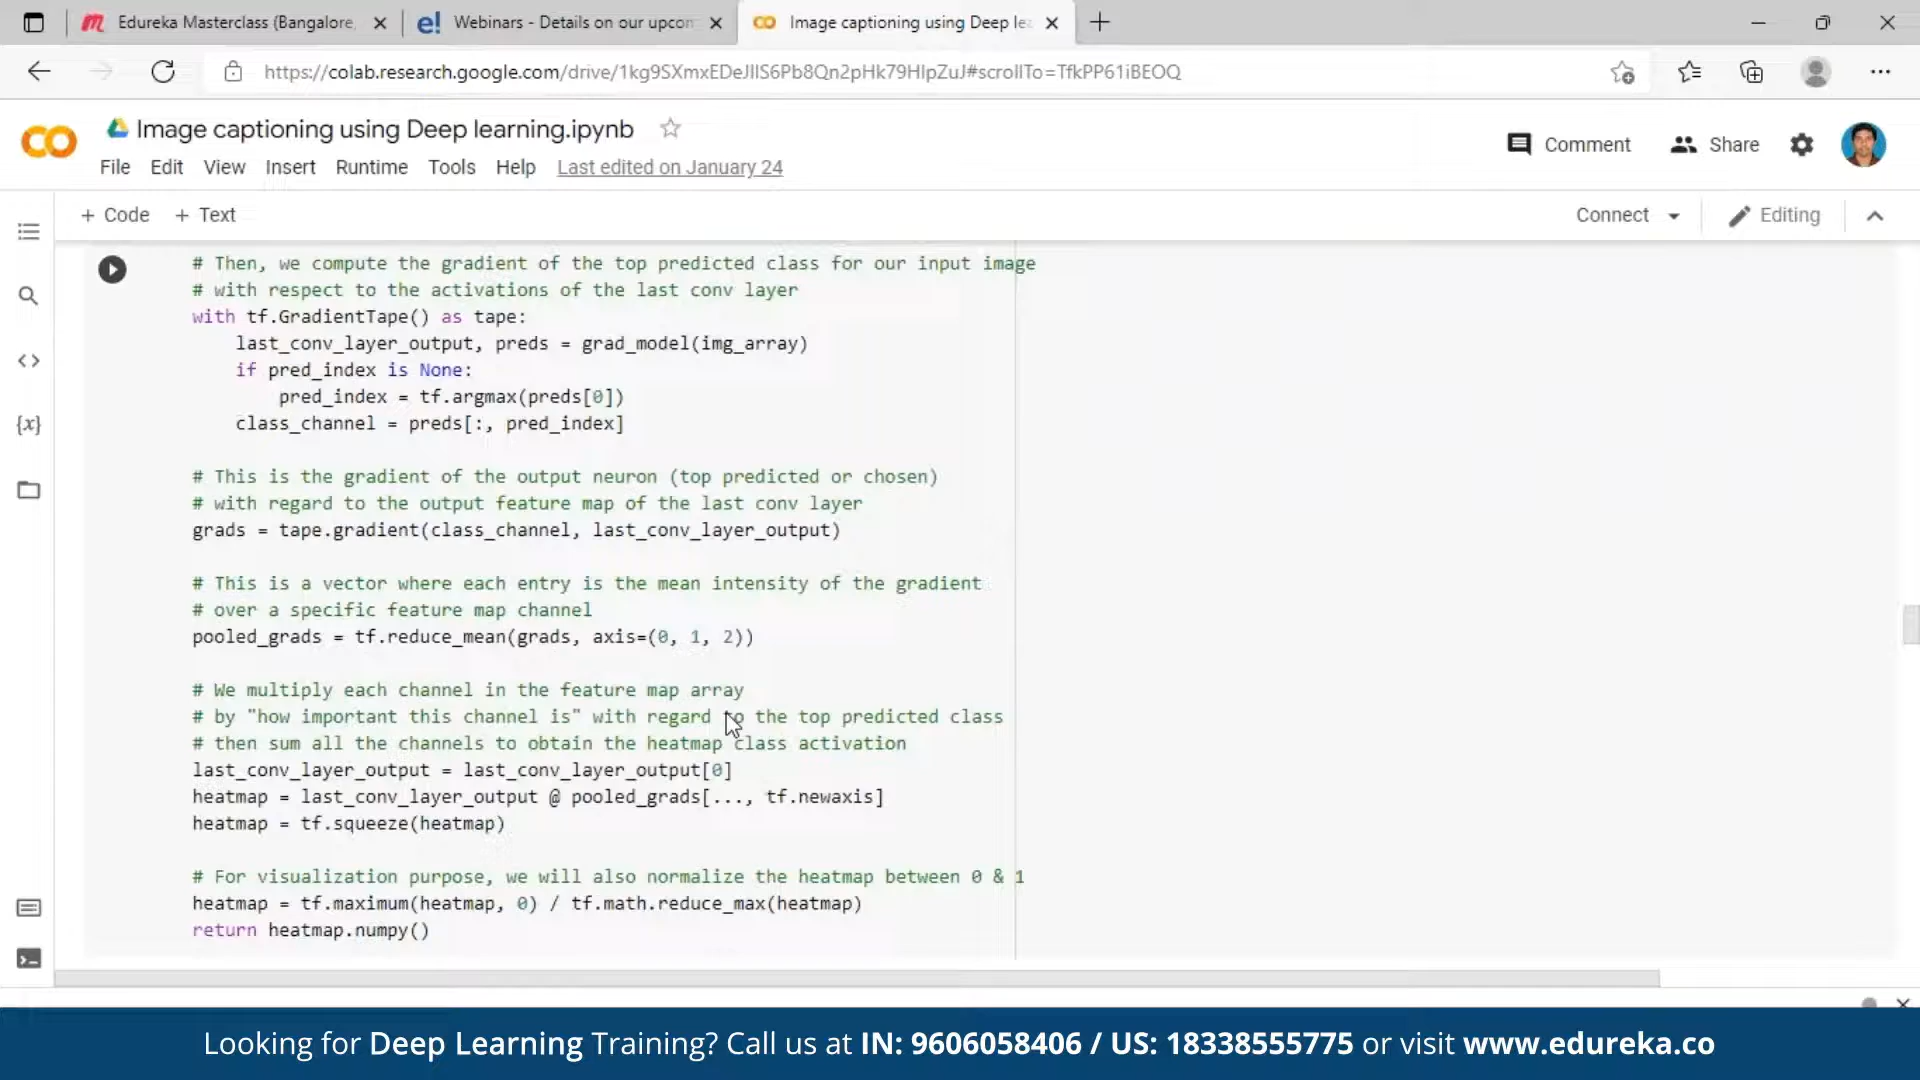 Edureka Masterclass (Bangalore,
Webinars - Details on our upcon
Image captioning using Deep le
https://colab.research.google.com/drive/1kg9SXmxEDeJIlS6Pb8Qn2pHk79HIpZuJ#scrollTo=TfkPP61iBEOQ
Image captioning using Deep learning.ipynb
Comment
Share
File Edit View Insert Runtime Tools Help Last edited on January 24
+ Code + Text
Connect
Editing
# Then, we compute the gradient of the top predicted class for our input image
# with respect to the activations of the last conv layer
with tf.GradientTape() as tape:
    last_conv_layer_output, preds = grad_model(img_array)
    if pred_index is None:
        pred_index = tf.argmax(preds[0])
    class_channel = preds[:, pred_index]
# This is the gradient of the output neuron (top predicted or chosen)
# with regard to the output feature map of the last conv layer
grads = tape.gradient(class_channel, last_conv_layer_output)
# This is a vector where each entry is the mean intensity of the gradient
# over a specific feature map channel
pooled_grads = tf.reduce_mean(grads, axis=(0, 1, 2))
# We multiply each channel in the feature map array
# by "how important this channel is" with regard to the top predicted class
# then sum all the channels to obtain the heatmap class activation
last_conv_layer_output = last_conv_layer_output[0]
heatmap = last_conv_layer_output @ pooled_grads[..., tf.newaxis]
heatmap = tf.squeeze(heatmap)
# For visualization purpose, we will also normalize the heatmap between 0 & 1
heatmap = tf.maximum(heatmap, 0) / tf.math.reduce_max(heatmap)
return heatmap.numpy()
Looking for Deep Learning Training? Call us at IN: 9606058406 / US: 18338555775 or visit www.edureka.co